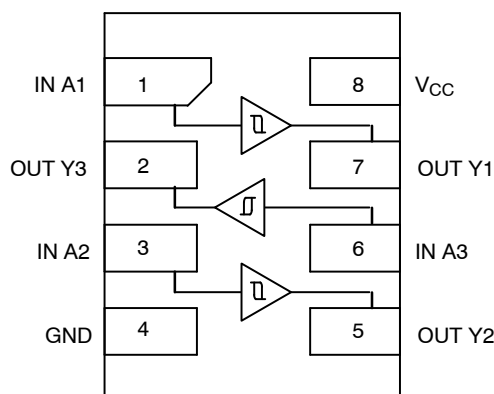 IN A1 1 8 VCC
OUT Y3 2 7 OUT Y1
IN A2 3 6 IN A3
GND 4 5 OUT Y2